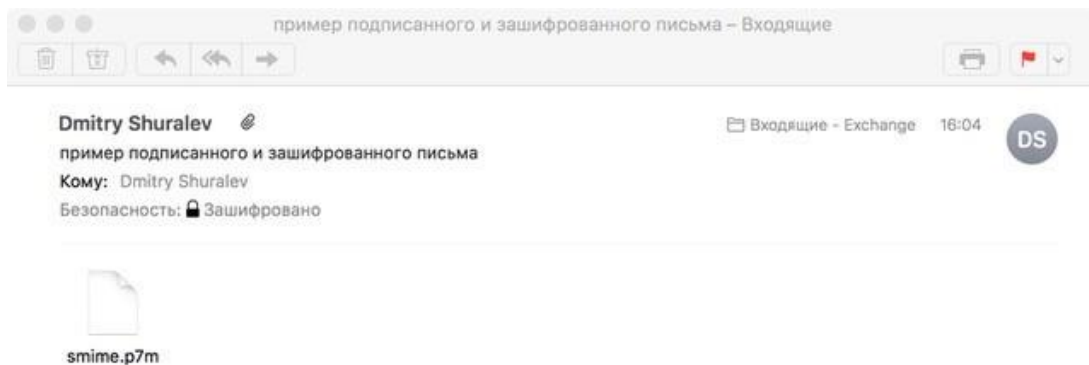 пример подписанного и зашифрованного письма – Входящие
Dmitry Shuralev
Входящие - Exchange 16:04
DS
пример подписанного и зашифрованного письма
Кому: Dmitry Shuralev
Безопасность: Зашифровано
smime.p7m